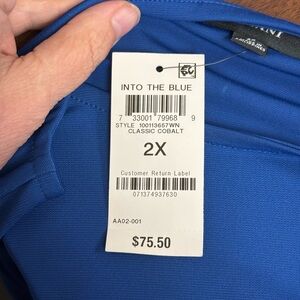 INTO THE BLUE
7 33001 79968 9
STYLE 100113657WN
CLASSIC COBALT
2X
Customer Return Label
071374937630
AA02-001
$75.50